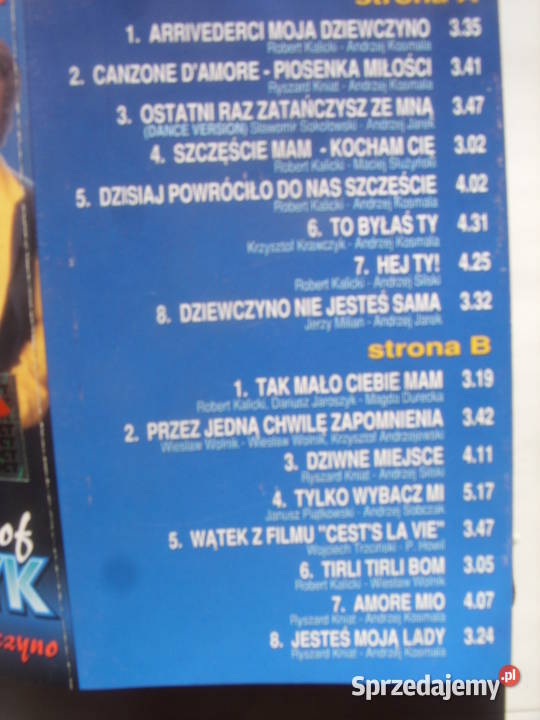 strona A
1. ARRIVEDERCI MOJA DZIEWCZYNO 3.35
Robert Kalicki - Andrzej Kosmala
2. CANZONE D'AMORE - PIOSENKA MIŁOŚCI 3.41
Ryszard Kniat - Andrzej Kosmala
3. OSTATNI RAZ ZATAŃCZYSZ ZE MNĄ 3.47
(DANCE VERSION) Sławomir Sokołowski - Andrzej Jarek
4. SZCZĘŚCIE MAM - KOCHAM CIĘ 3.02
Robert Kalicki - Maciej Służyński
5. DZISIAJ POWRÓCIŁO DO NAS SZCZĘŚCIE 4.02
Robert Kalicki - Andrzej Kosmala
6. TO BYŁAŚ TY 4.31
Krzysztof Krawczyk - Andrzej Kosmala
7. HEJ TY! 4.25
Robert Kalicki - Andrzej Silski
8. DZIEWCZYNO NIE JESTEŚ SAMA 3.32
Jerzy Milian - Andrzej Jarek
strona B
1. TAK MAŁO CIEBIE MAM 3.19
Robert Kalicki, Dariusz Jaroszyk - Magda Durecka
2. PRZEZ JEDNĄ CHWILĘ ZAPOMNIENIA 3.42
Wiesław Wolnik - Wiesław Wolnik, Krzysztof Andrzejewski
3. DZIWNE MIEJSCE 4.11
Ryszard Kniat - Andrzej Silski
4. TYLKO WYBACZ MI 5.17
Janusz Piątkowski - Andrzej Sobczak
5. WĄTEK Z FILMU "CEST'S LA VIE" 3.47
Wojciech Trzciński - P. Howil
6. TIRLI TIRLI BOM 3.05
Robert Kalicki - Wiesław Wolnik
7. AMORE MIO 4.07
Ryszard Kniat - Andrzej Kosmala
8. JESTEŚ MOJĄ LADY 3.24
Ryszard Kniat - Andrzej Kosmala
of
YK
czyno
Sprzedajemy.pl